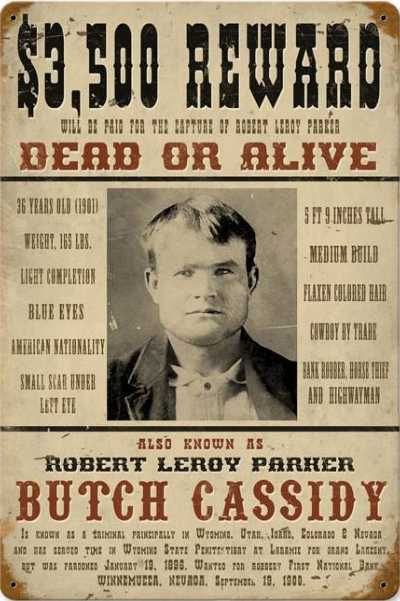 $3,500 REWARD
WILL BE PAID FOR THE CAPTURE OF ROBERT LEROY PARKER
DEAD OR ALIVE
36 YEARS OLD (1901)
WEIGHT, 165 LBS.
LIGHT COMPLETION
BLUE EYES
AMERICAN NATIONALITY
SMALL SCAR UNDER
LEFT EYE
5 FT 9 INCHES TALL
MEDIUM BUILD
FLAXEN COLORED HAIR
COWBOY BY TRADE
BANK ROBBER, HORSE THIEF
AND HIGHWAYMAN
ALSO KNOWN AS
ROBERT LEROY PARKER
BUTCH CASSIDY
IS KNOWN AS A CRIMINAL PRINCIPALLY IN WYOMING, UTAH, IDAHO, COLORADO & NEVADA
AND HAS SERVED TIME IN WYOMING STATE PENITENTIARY AT LARAMIE FOR GRAND LARCENY,
BUT WAS PARDONED JANUARY 19, 1896. WANTED FOR ROBBERY FIRST NATIONAL BANK,
WINNEMUCCA, NEVADA, SEPTEMBER 19, 1900.